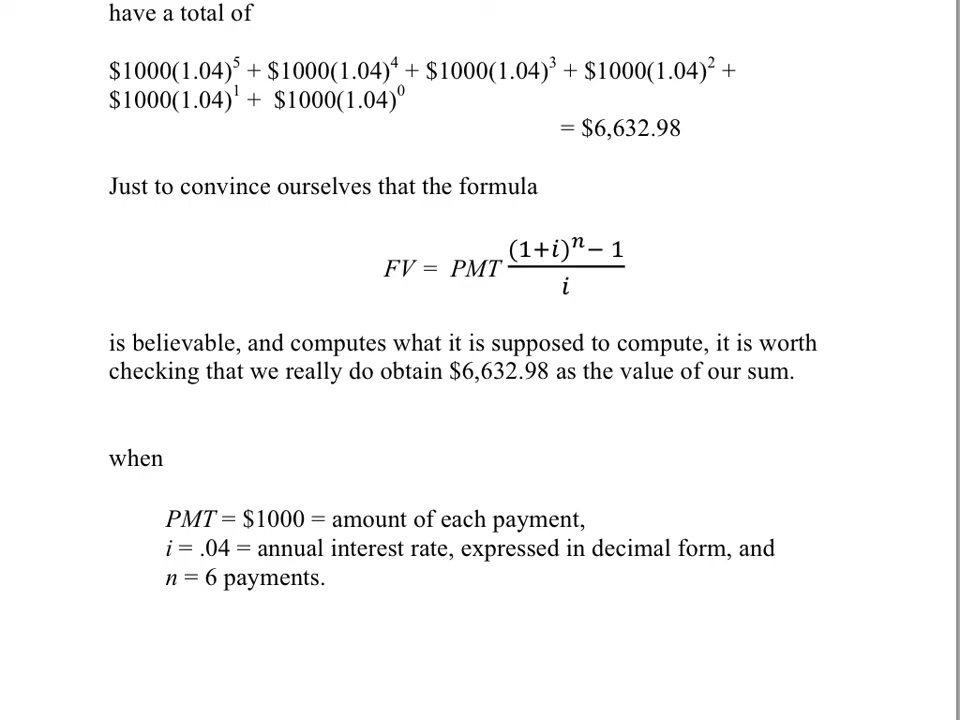 have a total of
$1000(1.04)⁵ + $1000(1.04)⁴ + $1000(1.04)³ + $1000(1.04)² +
$1000(1.04)¹ + $1000(1.04)⁰
= $6,632.98
Just to convince ourselves that the formula
FV = PMT ((1+i)ⁿ − 1) / i
is believable, and computes what it is supposed to compute, it is worth
checking that we really do obtain $6,632.98 as the value of our sum.
when
PMT = $1000 = amount of each payment,
i = .04 = annual interest rate, expressed in decimal form, and
n = 6 payments.